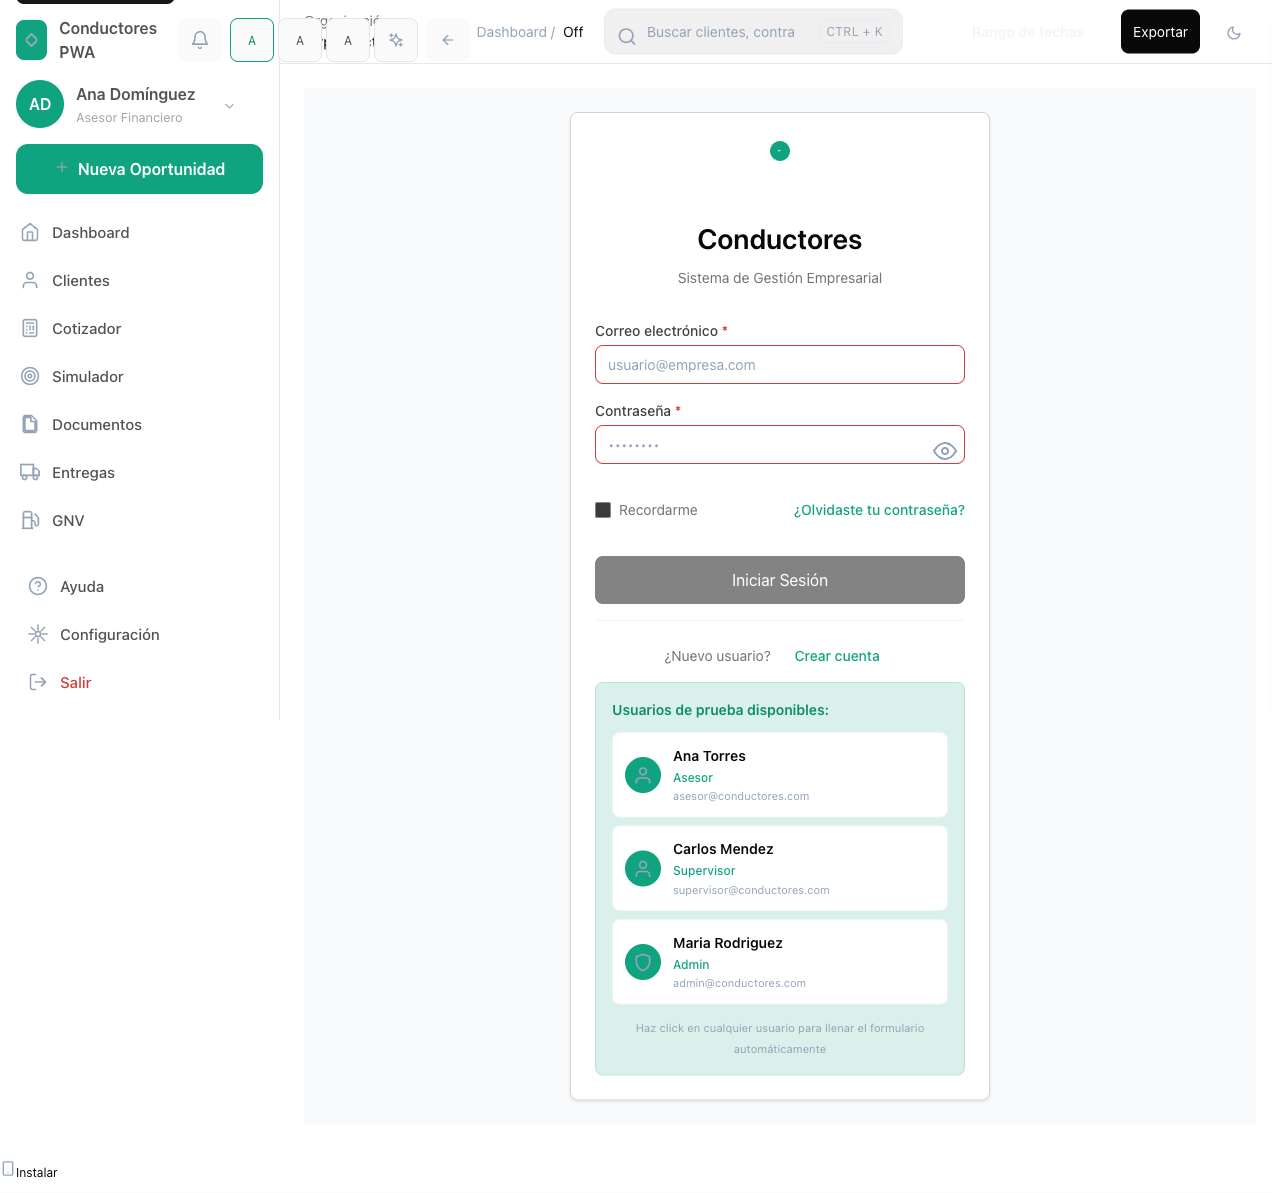 Conductores
PWA
A
A
A
Dashboard /
Off
Buscar clientes, contra
CTRL + K
Rango de fechas
Exportar
AD
Ana Domínguez
Asesor Financiero
Nueva Oportunidad
Dashboard
Clientes
Cotizador
Simulador
Documentos
Entregas
GNV
Ayuda
Configuración
Salir
Conductores
Sistema de Gestión Empresarial
Correo electrónico *
usuario@empresa.com
Contraseña *
••••••••
Recordarme
¿Olvidaste tu contraseña?
Iniciar Sesión
¿Nuevo usuario?
Crear cuenta
Usuarios de prueba disponibles:
Ana Torres
Asesor
asesor@conductores.com
Carlos Mendez
Supervisor
supervisor@conductores.com
Maria Rodriguez
Admin
admin@conductores.com
Haz click en cualquier usuario para llenar el formulario
automáticamente
Instalar